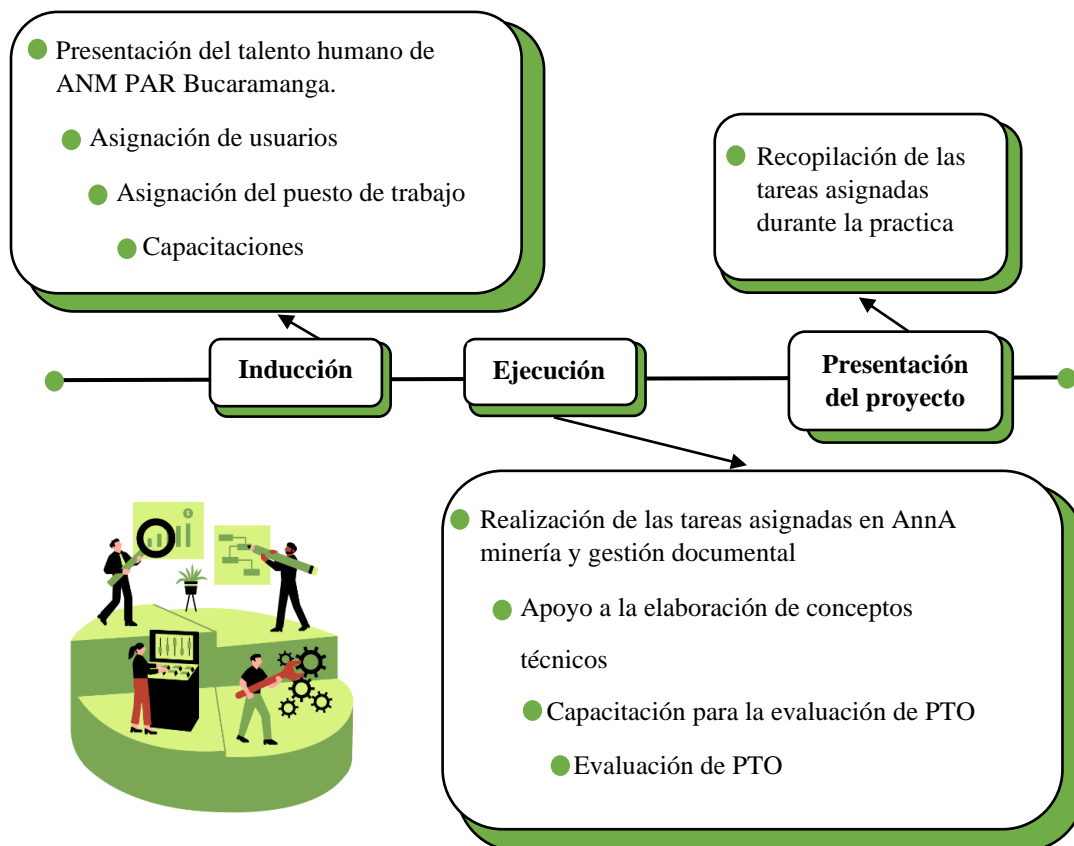 Presentación del talento humano de
ANM PAR Bucaramanga.
Asignación de usuarios
Asignación del puesto de trabajo
Capacitaciones
Recopilación de las
tareas asignadas
durante la practica
Inducción
Ejecución
Presentación
del proyecto
Realización de las tareas asignadas en AnnA
minería y gestión documental
Apoyo a la elaboración de conceptos
técnicos
Capacitación para la evaluación de PTO
Evaluación de PTO
$